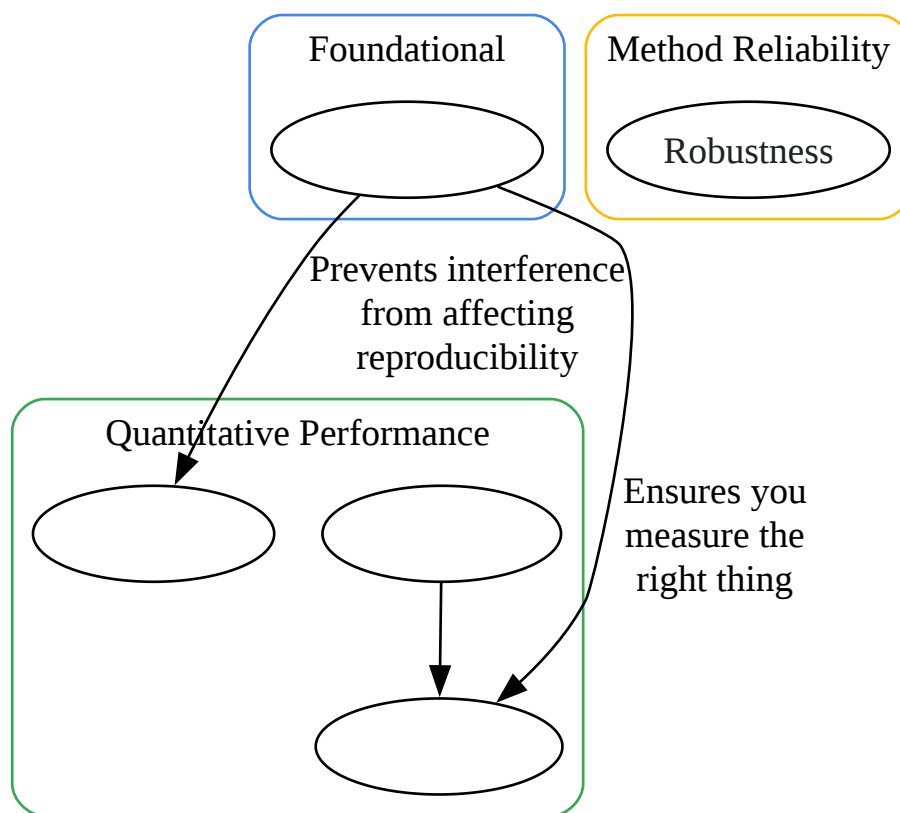 Foundational
Method Reliability
Robustness
Prevents interference
from affecting
reproducibility
Quantitative Performance
Ensures you
measure the
right thing